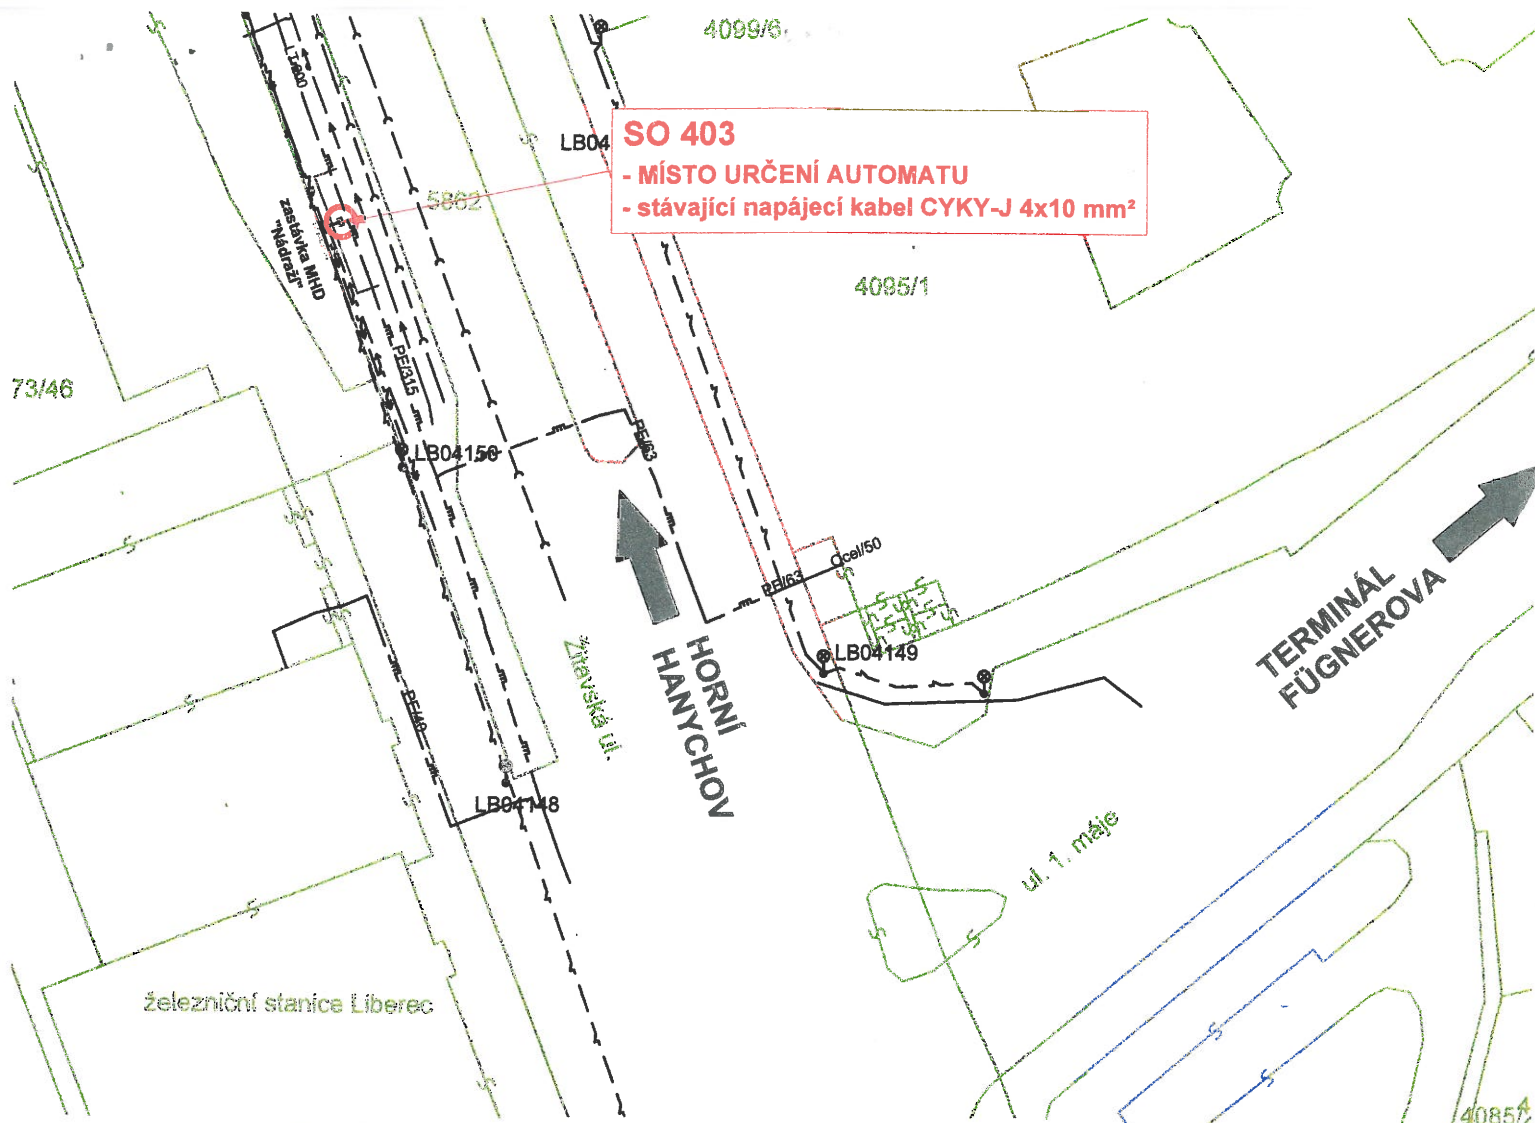 4099/6
LT600
LB04
SO 403
- MÍSTO URČENÍ AUTOMATU
- stávající napájecí kabel CYKY-J 4x10 mm²
5862
zastávka MHD
"Nádraží"
4095/1
PE/315
73/46
LB04150
PE/63
Ocel/50
PE/63
TERMINÁL
FÜGNEROVA
LB04149
HORNÍ
HANYCHOV
Žitavská ul.
PE/40
LB04148
ul. 1. máje
železniční stanice Liberec